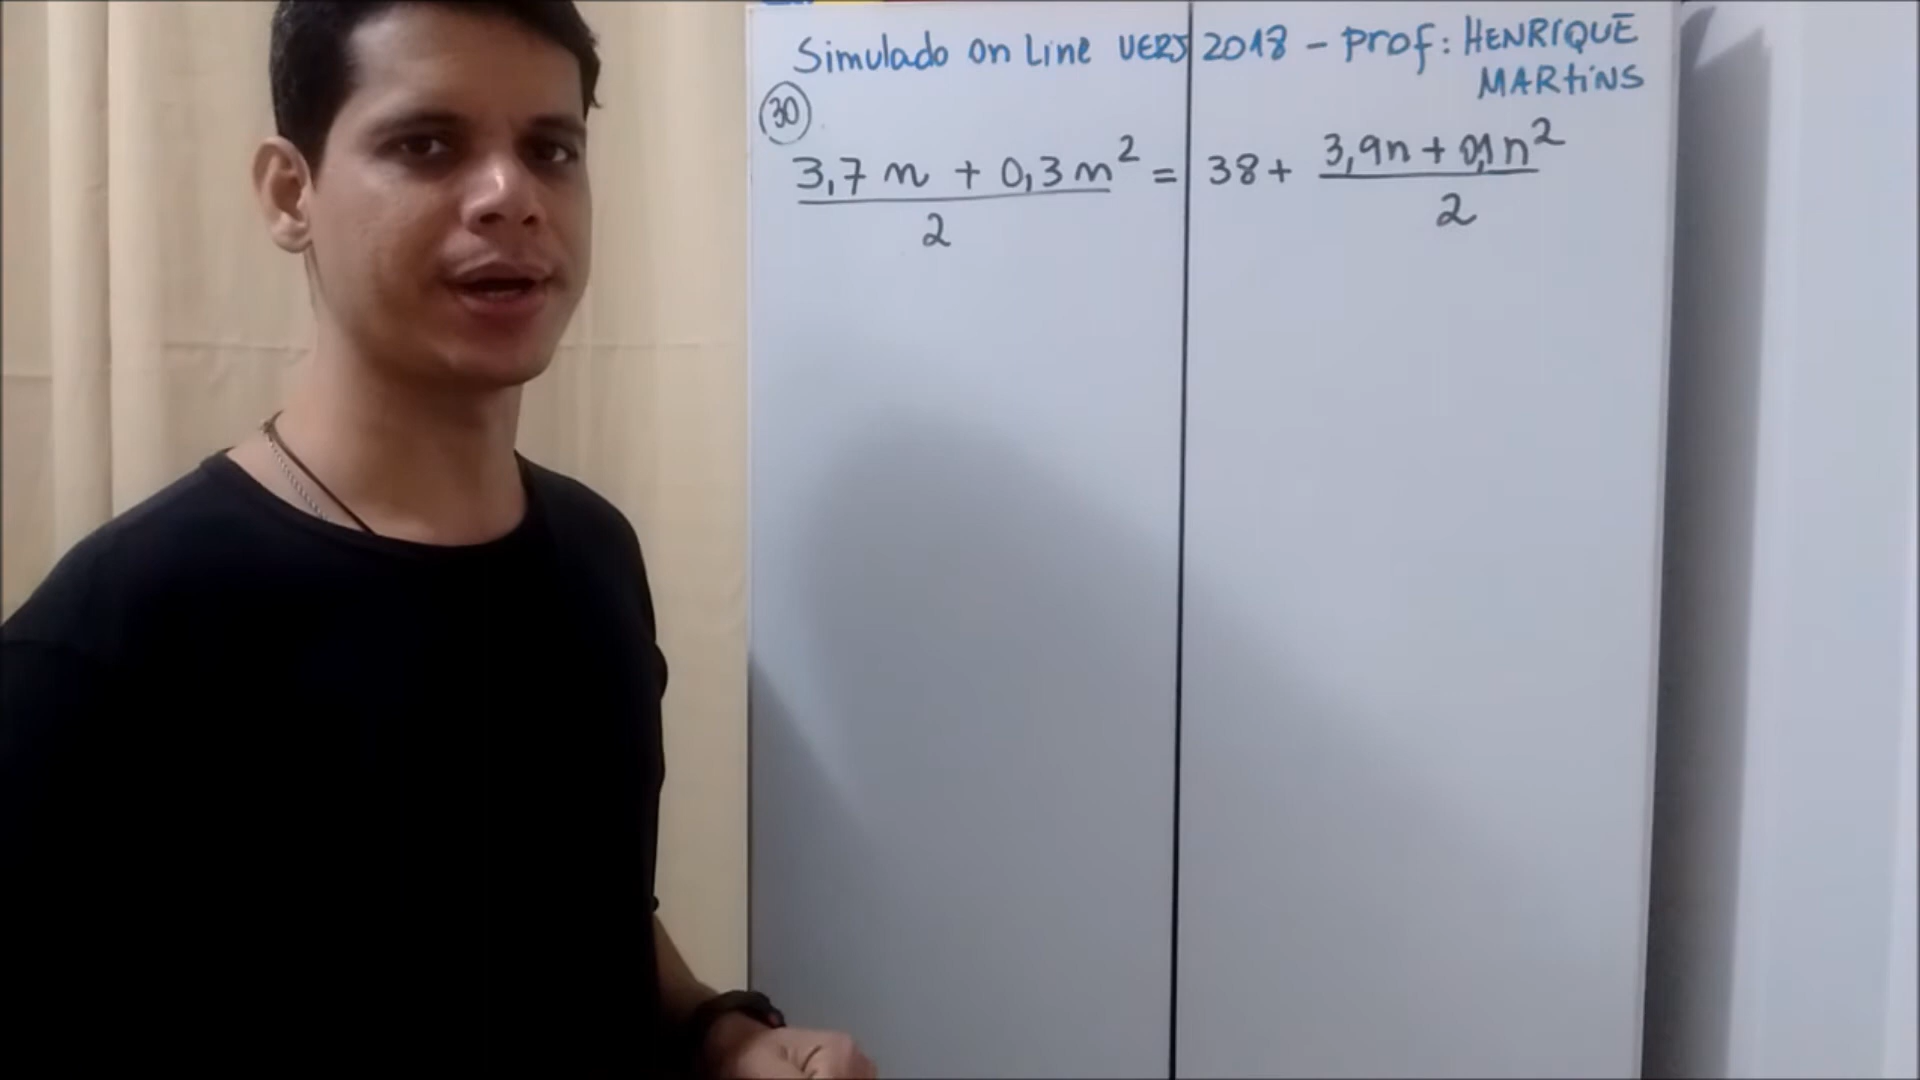 Simulado On Line UERJ 2018 - Prof: HENRIQUE
MARtiNS
30
3,7 n + 0,3 n² = 38 + 3,9n + 0,1n²
2 2